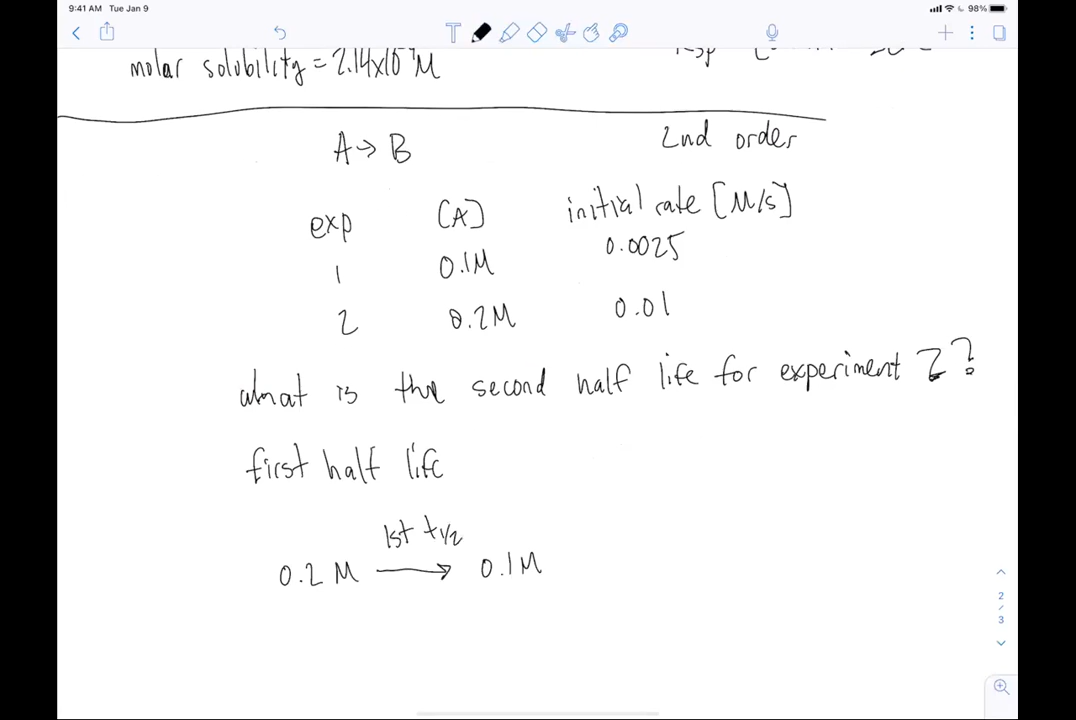 9:41 AM Tue Jan 9
98%
T
molar solubility = 2.14x10 M
A → B 2nd order
exp [A] initial rate [M/s]
1 0.1M 0.0025
2 0.2M 0.01
what is the second half life for experiment 2?
first half life
1st t1/2
0.2 M → 0.1M
2
/
3